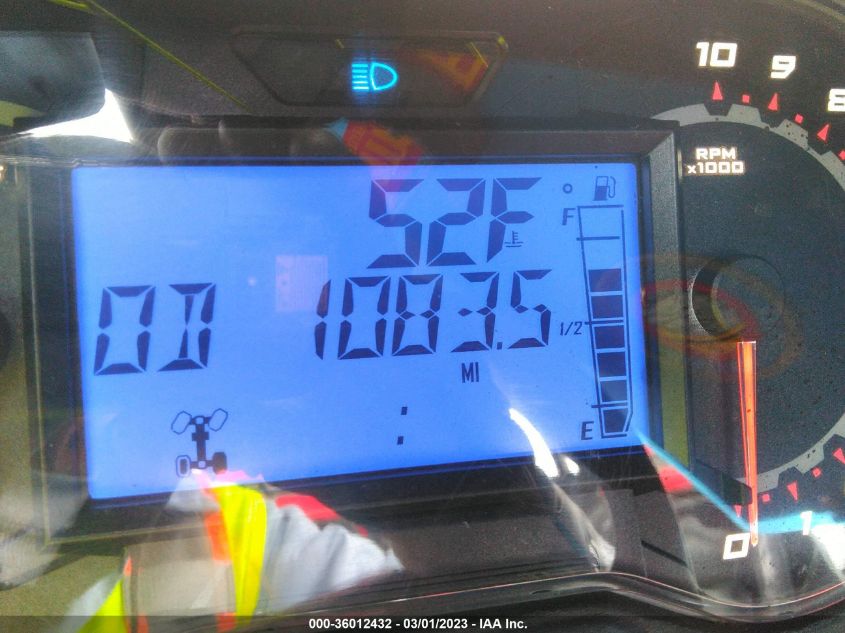 10
9
8
RPM
x1000
52F
F
OD 1083.5
1/2
MI
:
E
0
1
000-36012432 - 03/01/2023 - IAA Inc.